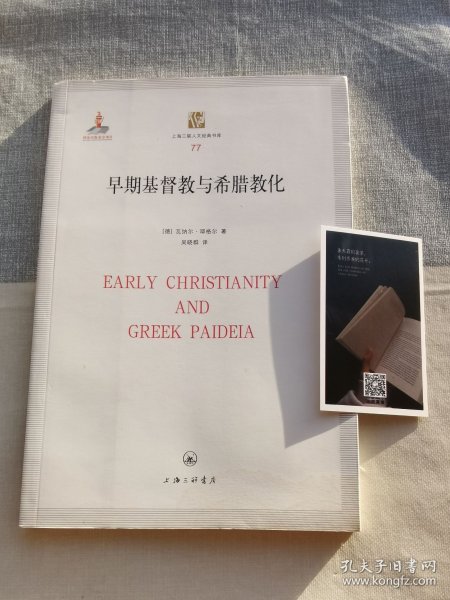 上海三联人文经典书库
77
早期基督教与希腊教化
[德] 瓦纳尔·耶格尔 著
吴晓群 译
EARLY CHRISTIANITY
AND
GREEK PAIDEIA
上海三联书店
孔夫子旧书网
www.kongfz.com